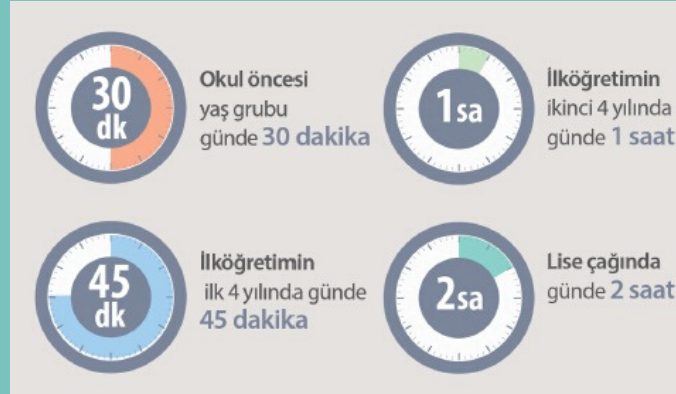 30
dk
Okul öncesi
yaş grubu
günde 30 dakika
1sa
İlköğretimin
ikinci 4 yılında
günde 1 saat
45
dk
İlköğretimin
ilk 4 yılında günde
45 dakika
2sa
Lise çağında
günde 2 saat